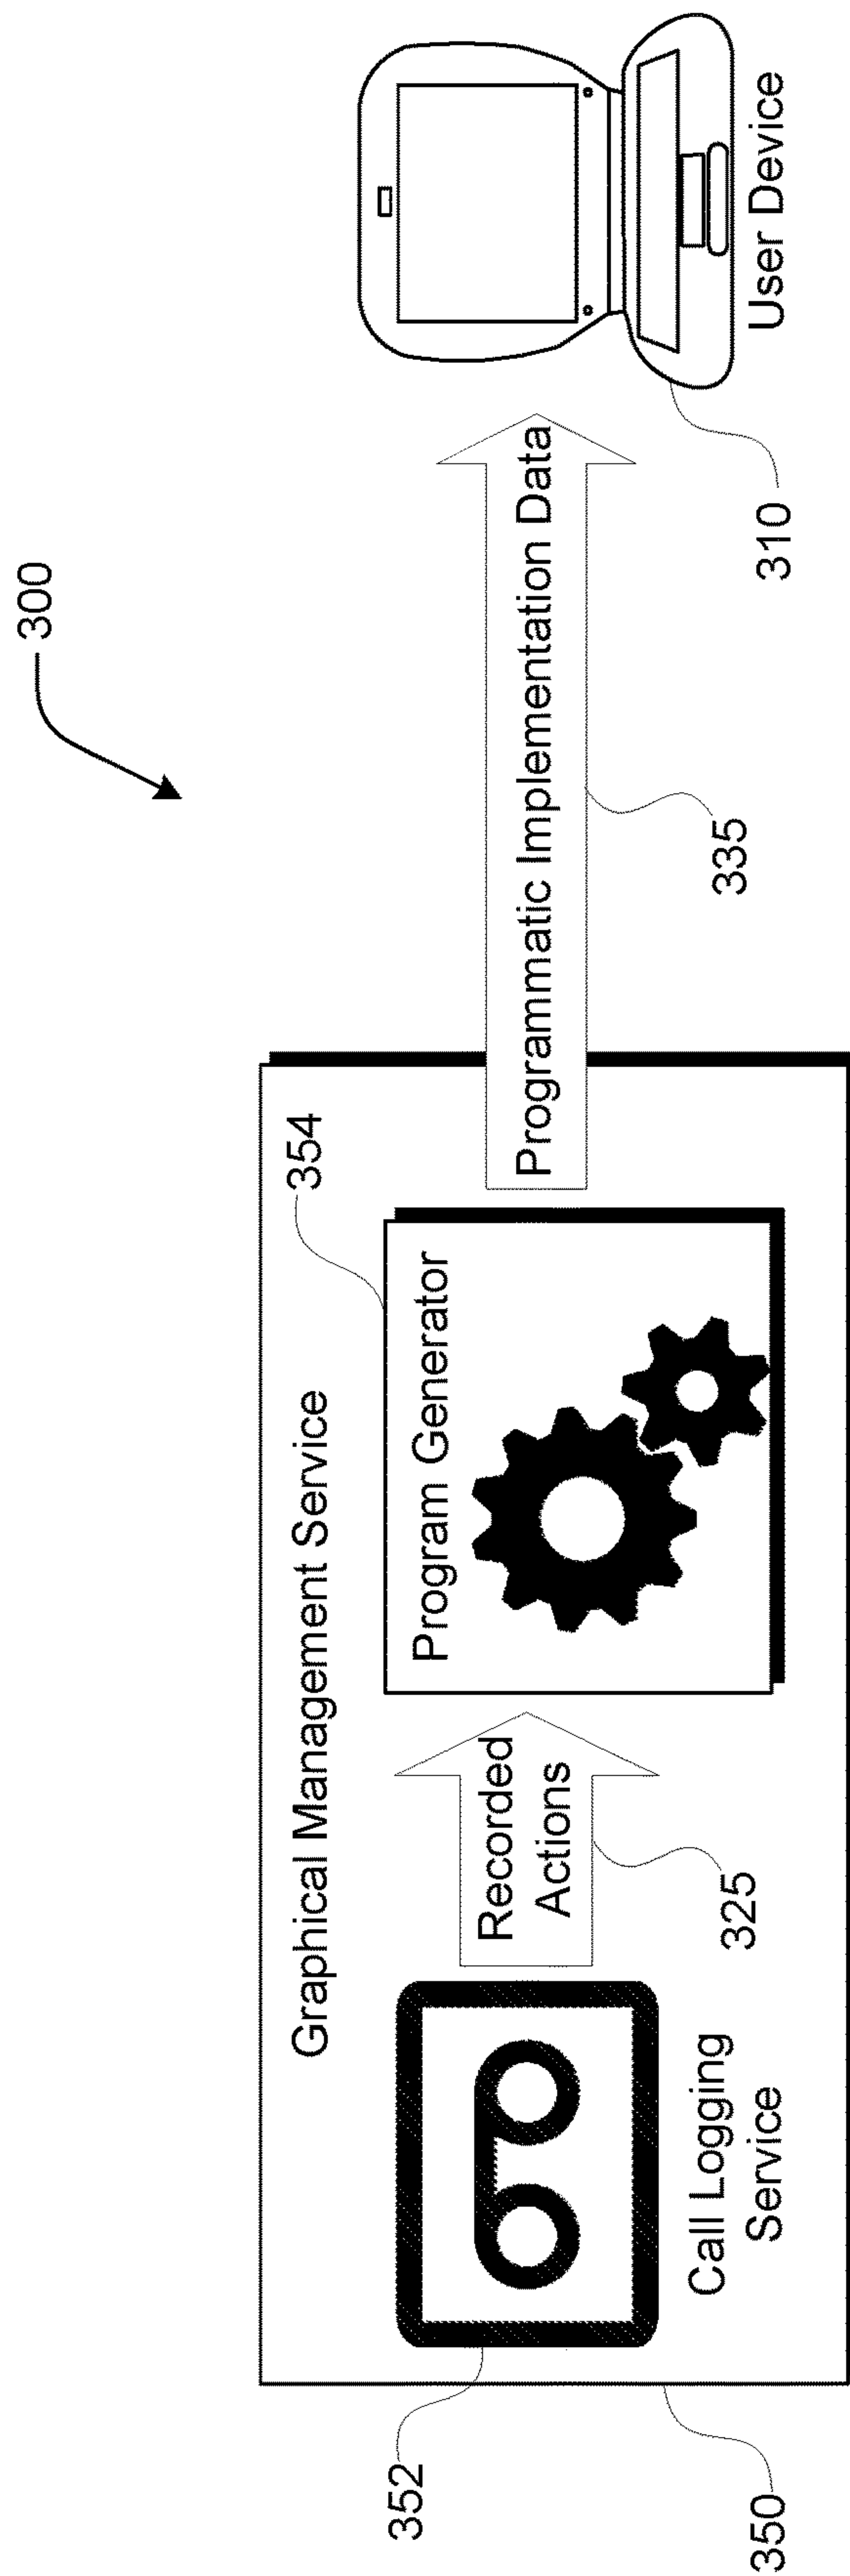 300
Graphical Management Service
354
Program Generator
352
Recorded
Actions
325
Call Logging
Service
350
Programmatic Implementation Data
335
310
User Device